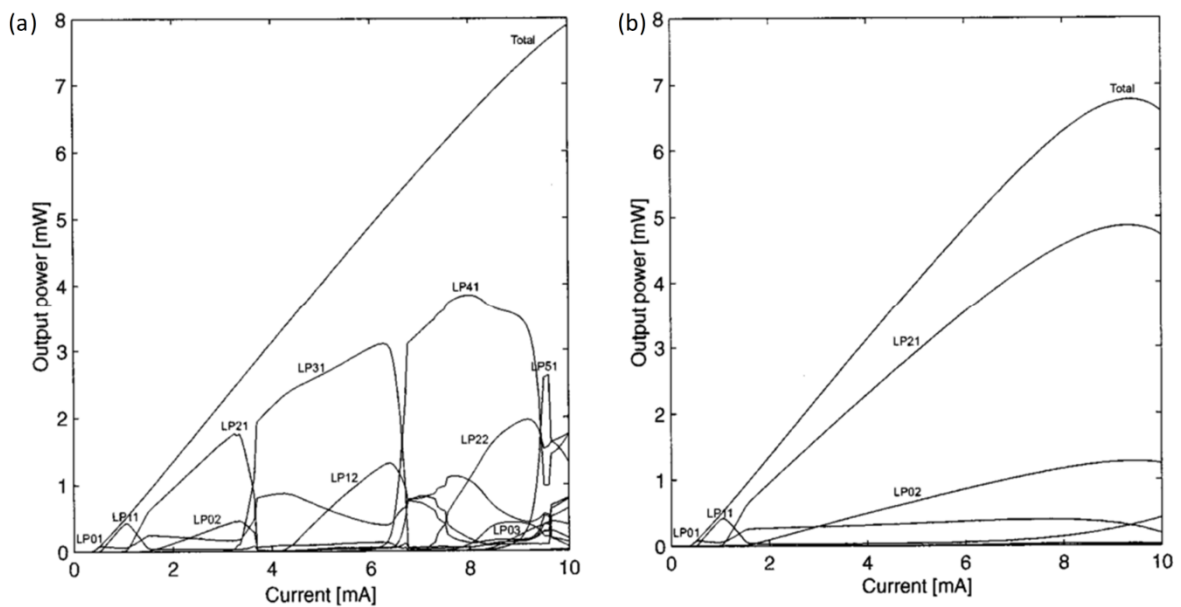 (a)
8
7
6
5
4
3
2
1
0
Output power [mW]
Total
LP41
LP31
LP51
LP21
LP22
LP12
LP11
LP02
LP01
LP03
0 2 4 6 8 10
Current [mA]
(b)
8
7
6
5
4
3
2
1
0
Output power [mW]
Total
LP21
LP02
LP11
LP01
0 2 4 6 8 10
Current [mA]